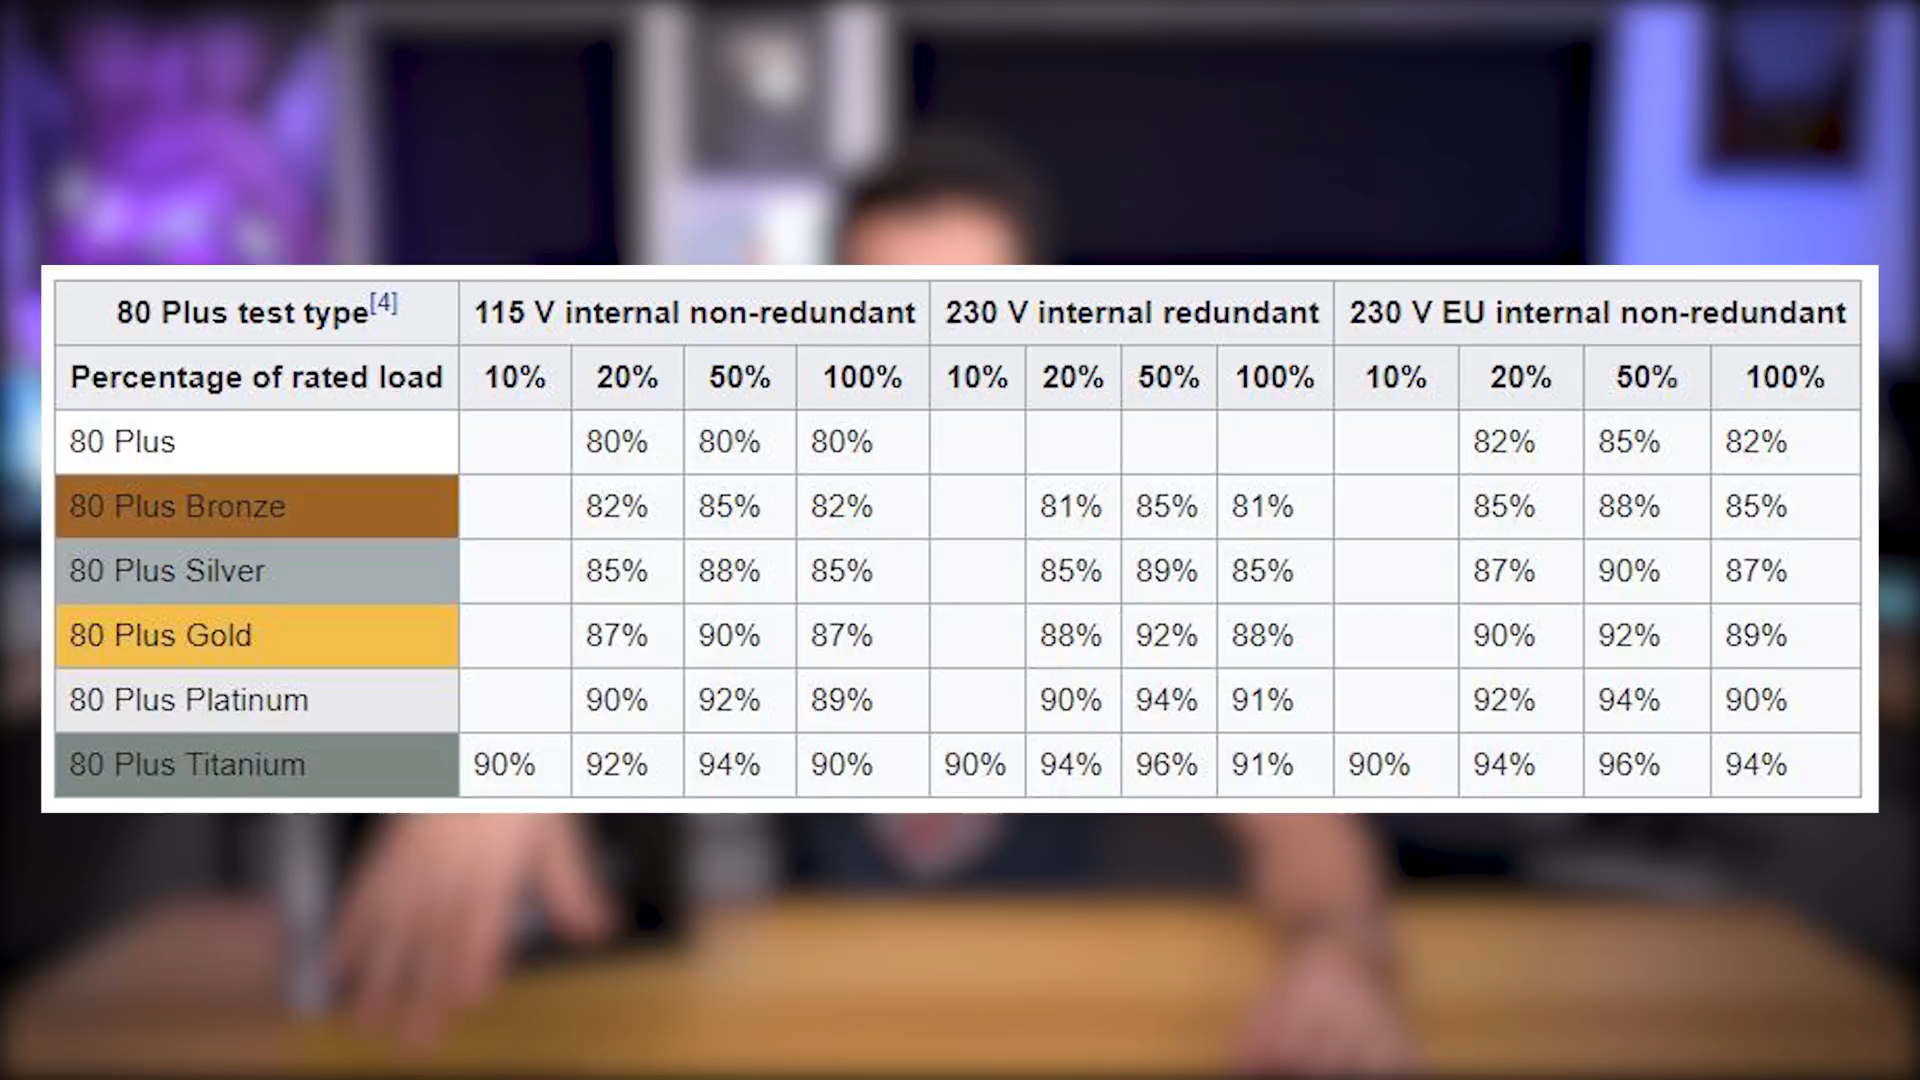 80 Plus test type[4] 115 V internal non-redundant 230 V internal redundant 230 V EU internal non-redundant
Percentage of rated load 10% 20% 50% 100% 10% 20% 50% 100% 10% 20% 50% 100%
80 Plus 80% 80% 80% 82% 85% 82%
80 Plus Bronze 82% 85% 82% 81% 85% 81% 85% 88% 85%
80 Plus Silver 85% 88% 85% 85% 89% 85% 87% 90% 87%
80 Plus Gold 87% 90% 87% 88% 92% 88% 90% 92% 89%
80 Plus Platinum 90% 92% 89% 90% 94% 91% 92% 94% 90%
80 Plus Titanium 90% 92% 94% 90% 90% 94% 96% 91% 90% 94% 96% 94%